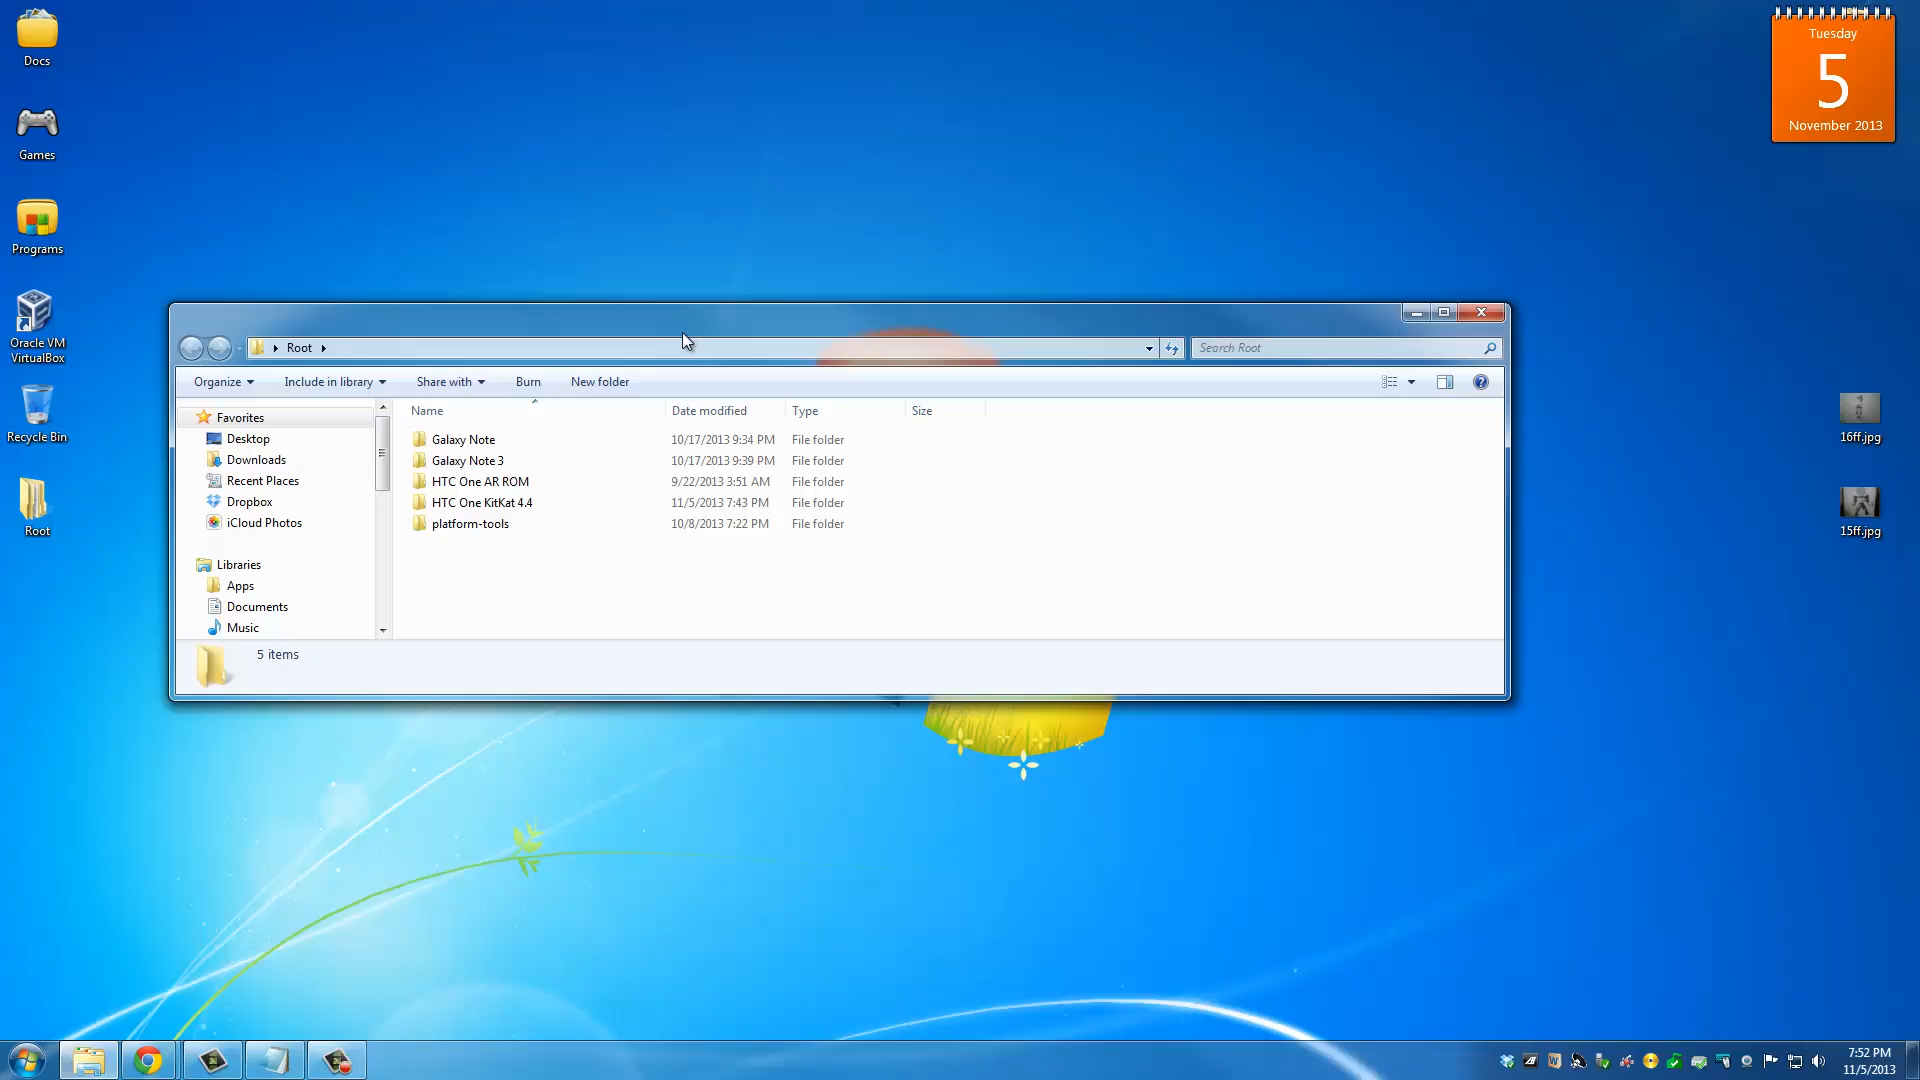 Docs
Games
Programs
Oracle VM
VirtualBox
Recycle Bin
Root
Tuesday
5
November 2013
16ff.jpg
15ff.jpg
Root
Search Root
Organize
Include in library
Share with
Burn
New folder
Favorites
Desktop
Downloads
Recent Places
Dropbox
iCloud Photos
Libraries
Apps
Documents
Music
Name Date modified Type Size
Galaxy Note 10/17/2013 9:34 PM File folder
Galaxy Note 3 10/17/2013 9:39 PM File folder
HTC One AR ROM 9/22/2013 3:51 AM File folder
HTC One KitKat 4.4 11/5/2013 7:43 PM File folder
platform-tools 10/8/2013 7:22 PM File folder
5 items
7:52 PM
11/5/2013